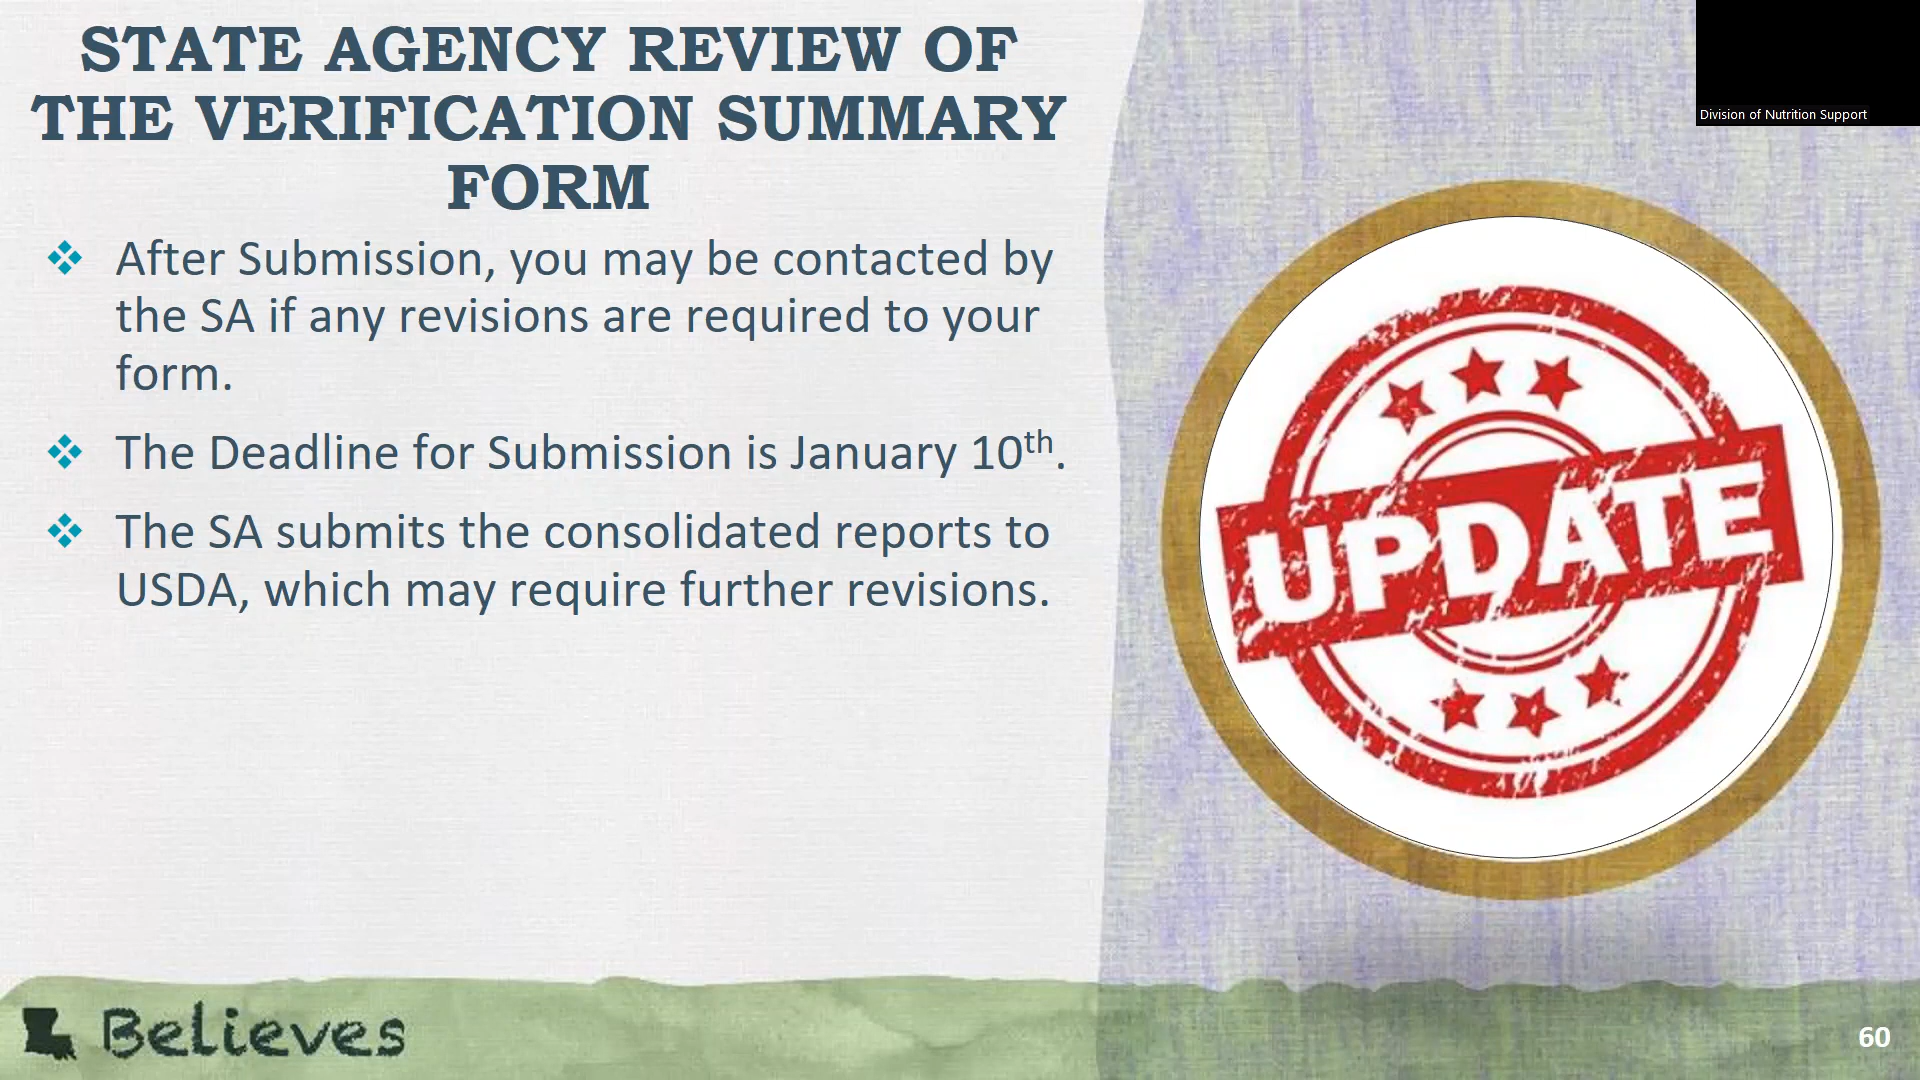 STATE AGENCY REVIEW OF
THE VERIFICATION SUMMARY
FORM
After Submission, you may be contacted by
the SA if any revisions are required to your
form.
The Deadline for Submission is January 10th.
The SA submits the consolidated reports to
USDA, which may require further revisions.
Division of Nutrition Support
UPDATE
Believes
60